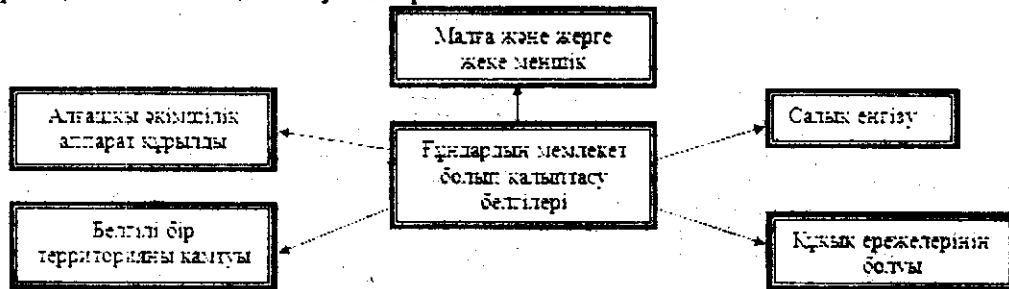 Малға және жерге
жеке меншік
Алғашқы әкімшілік
аппарат құрылды
Салық енгізу
Ғұндардың мемлекет
болып қалыптасу
белгілері
Белгілі бір
территорияны қамтуы
Құқық ережелерінің
болуы